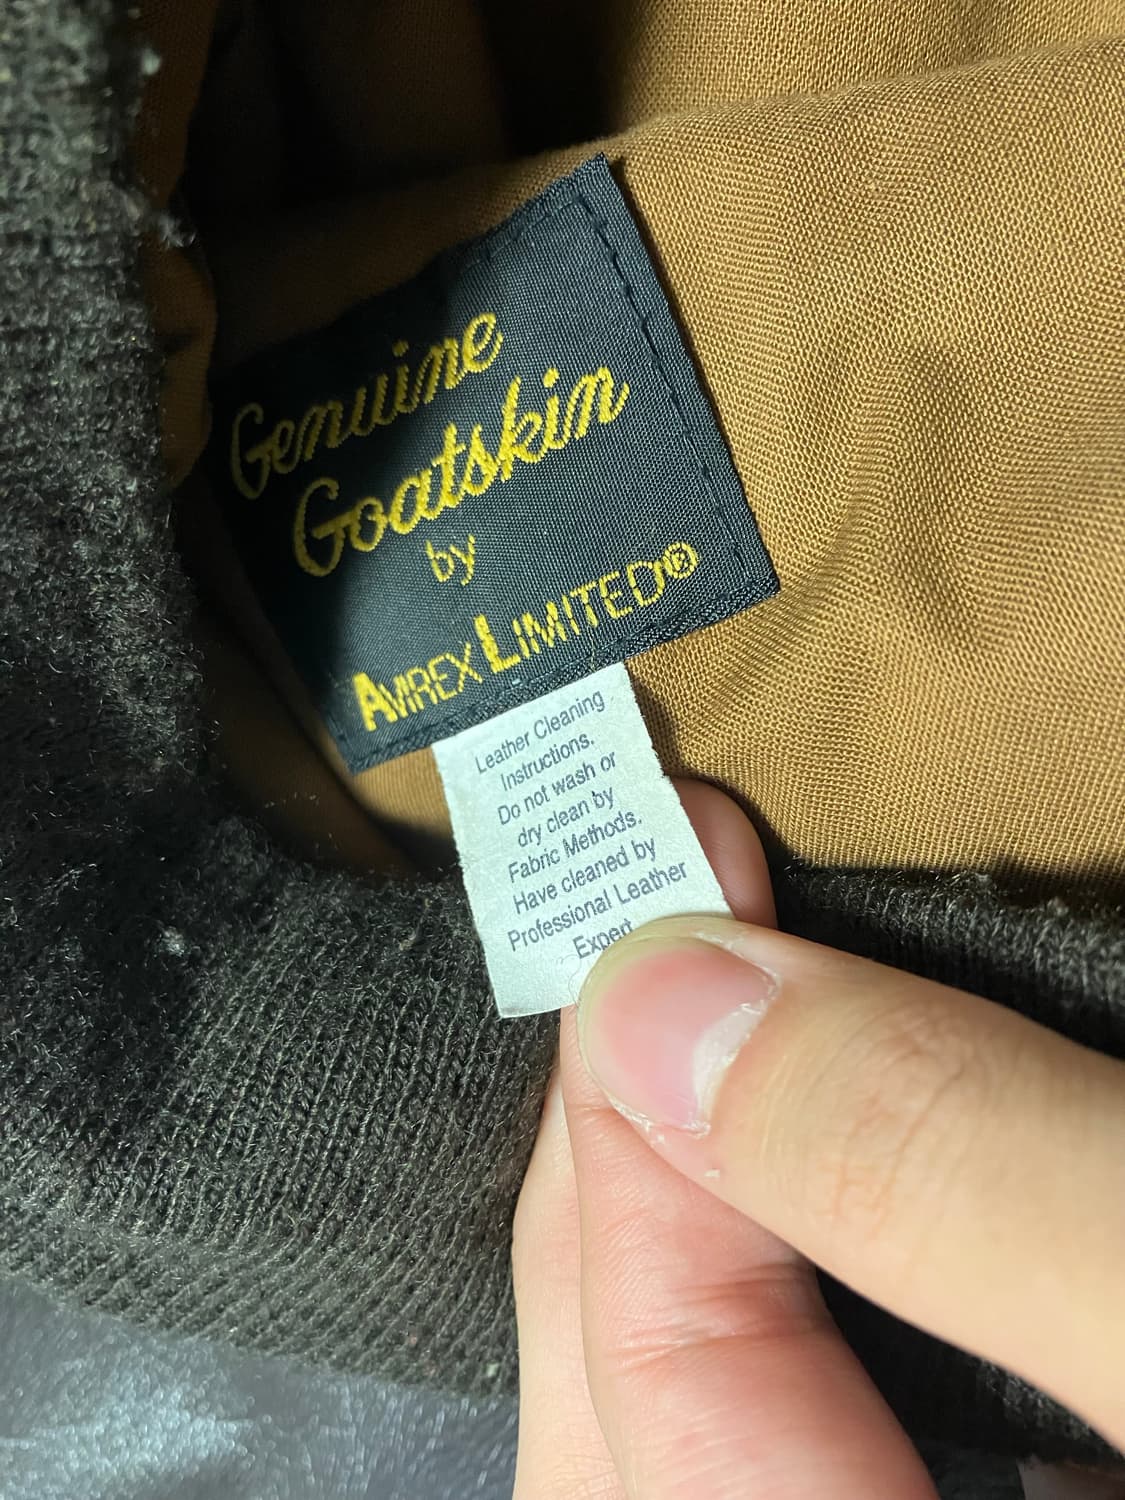 Genuine
Goatskin
by
AVIREX LIMITED®
Leather Cleaning
Instructions.
Do not wash or
dry clean by
Fabric Methods.
Have cleaned by
Professional Leather
Expert